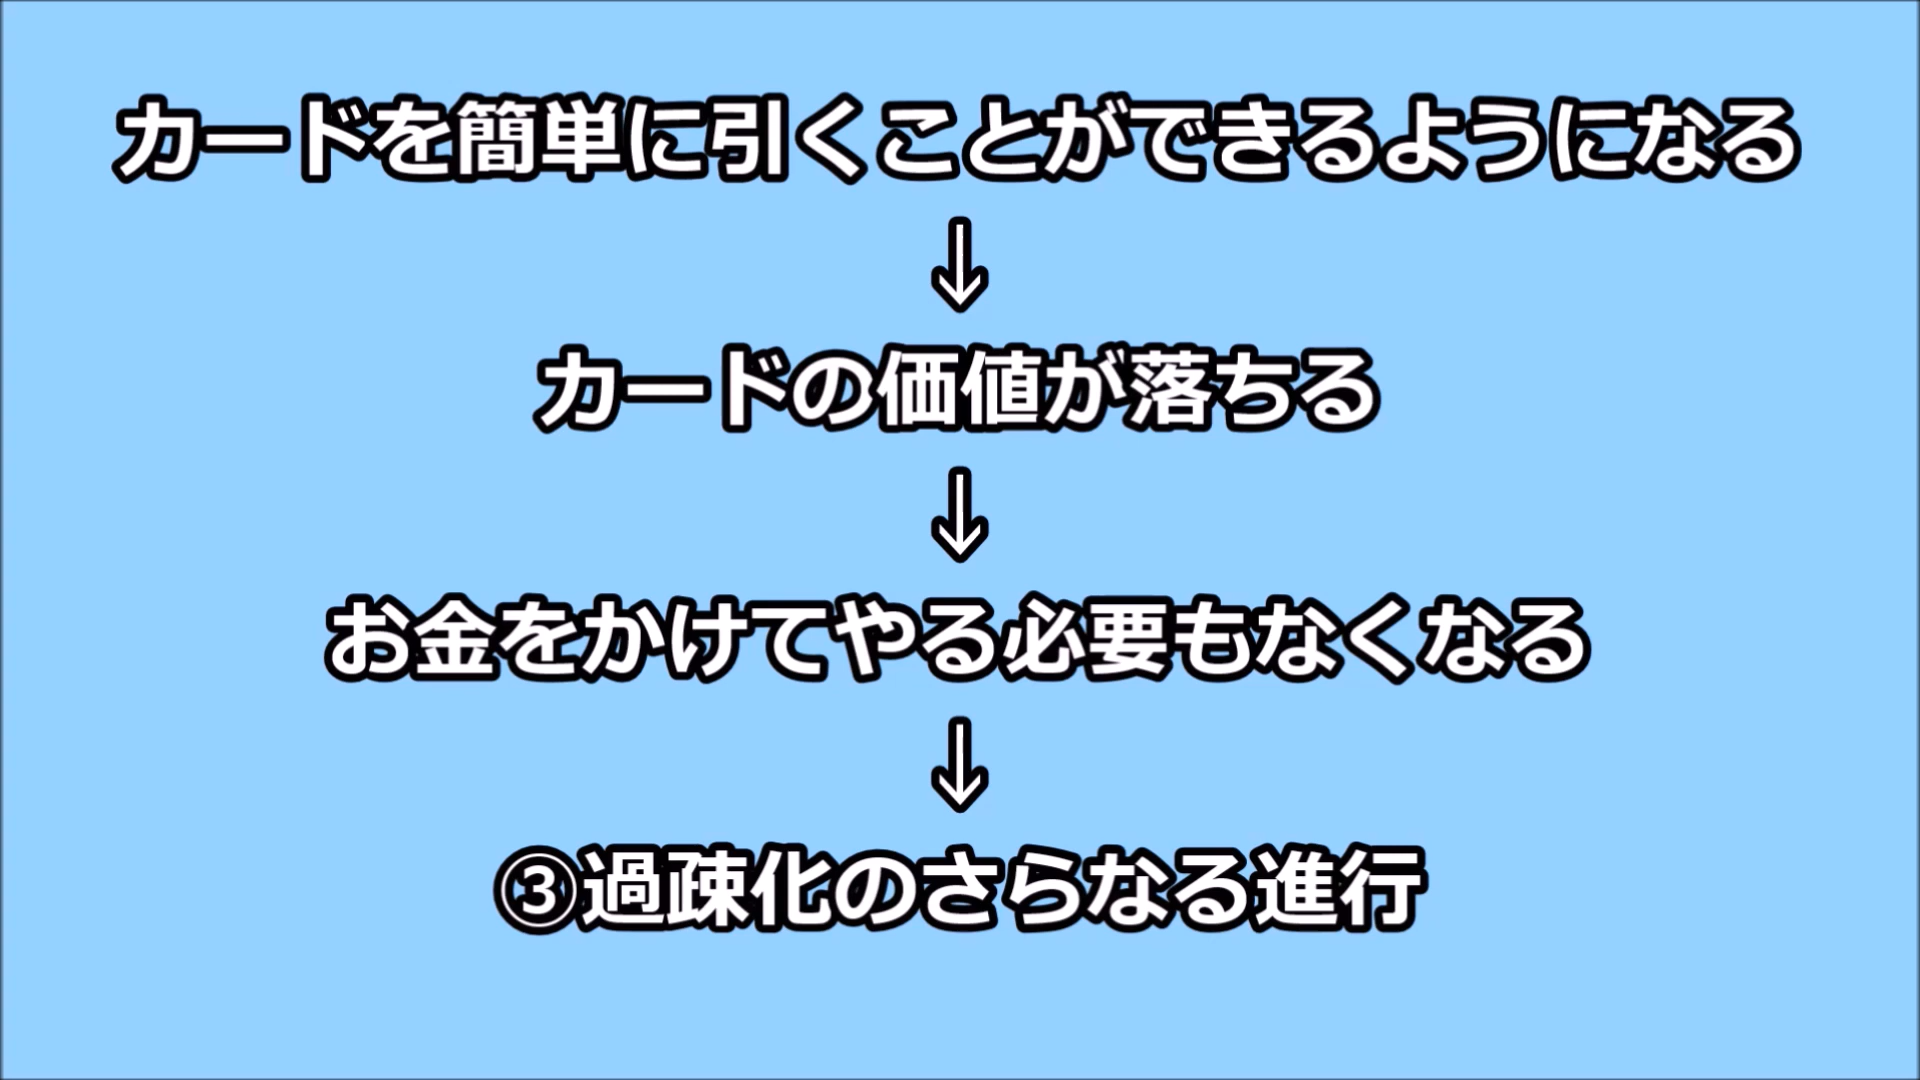 カードを簡単に引くことができるようになる
↓
カードの価値が落ちる
↓
お金をかけてやる必要もなくなる
↓
③過疎化のさらなる進行